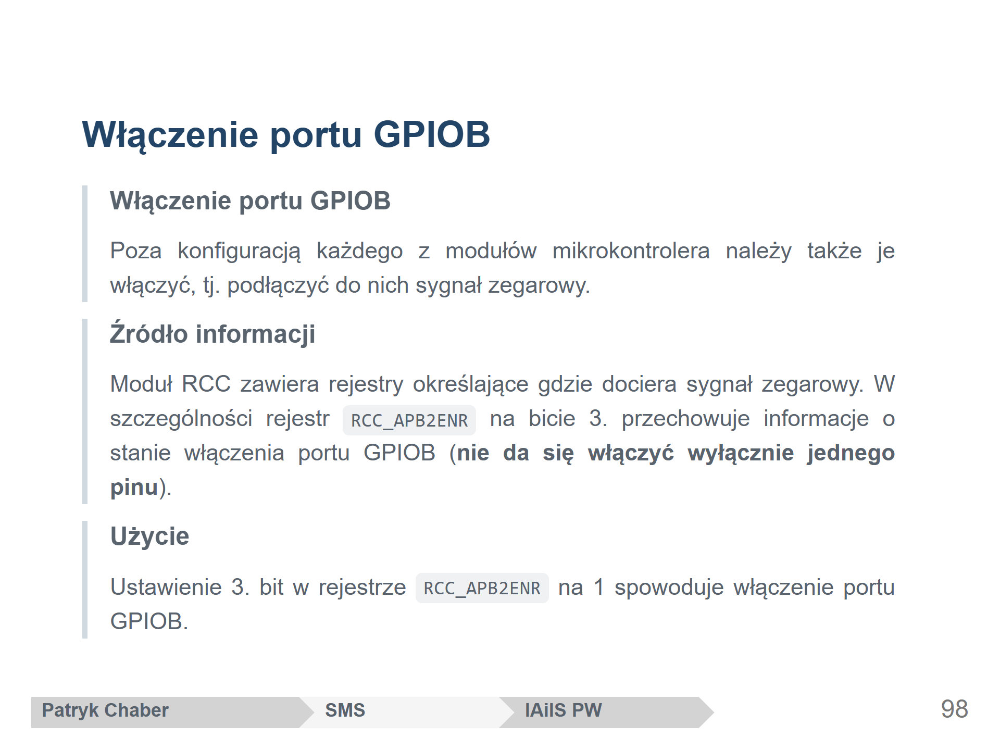 Włączenie portu GPIOB
Włączenie portu GPIOB
Poza konfiguracją każdego z modułów mikrokontrolera należy także je
włączyć, tj. podłączyć do nich sygnał zegarowy.
Źródło informacji
Moduł RCC zawiera rejestry określające gdzie dociera sygnał zegarowy. W
szczególności rejestr RCC_APB2ENR na bicie 3. przechowuje informacje o
stanie włączenia portu GPIOB (nie da się włączyć wyłącznie jednego
pinu).
Użycie
Ustawienie 3. bit w rejestrze RCC_APB2ENR na 1 spowoduje włączenie portu
GPIOB.
Patryk Chaber SMS IAiIS PW 98